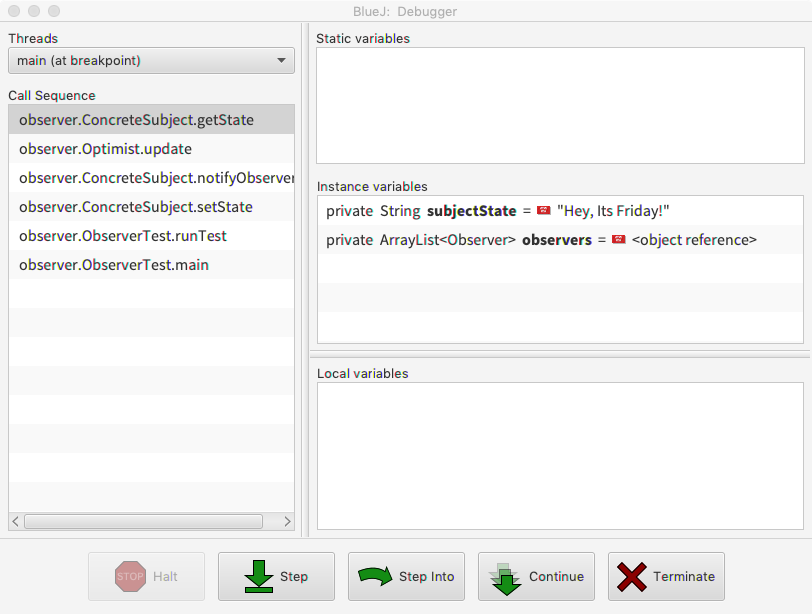 BlueJ: Debugger
Threads
main (at breakpoint)
Call Sequence
observer.ConcreteSubject.getState
observer.Optimist.update
observer.ConcreteSubject.notifyObserver
observer.ConcreteSubject.setState
observer.ObserverTest.runTest
observer.ObserverTest.main
Static variables
Instance variables
private String subjectState = "Hey, Its Friday!"
private ArrayList<Observer> observers = <object reference>
Local variables
STOP Halt
Step
Step Into
Continue
Terminate